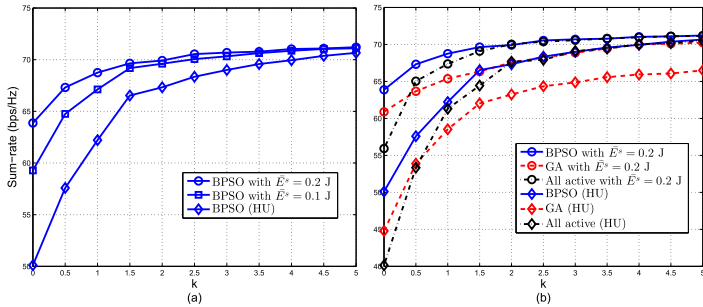 75
70
65
60
55
50
Sum-rate (bps/Hz)
0 0.5 1 1.5 2 2.5 3 3.5 4 4.5 5
k
(a)
BPSO with Ē^s = 0.2 J
BPSO with Ē^s = 0.1 J
BPSO (HU)
75
70
65
60
55
50
45
40
0 0.5 1 1.5 2 2.5 3 3.5 4 4.5 5
k
(b)
BPSO with Ē^s = 0.2 J
GA with Ē^s = 0.2 J
All active with Ē^s = 0.2 J
BPSO (HU)
GA (HU)
All active (HU)